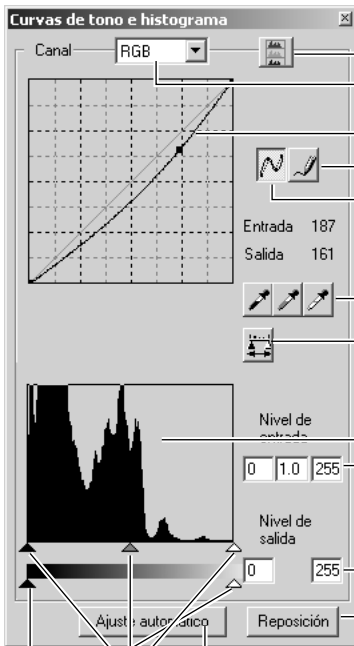 Curvas de tono e histograma
Canal RGB
Entrada 187
Salida 161
Nivel de
entrada
0 1.0 255
Nivel de
salida
0 255
Ajuste automático Reposición